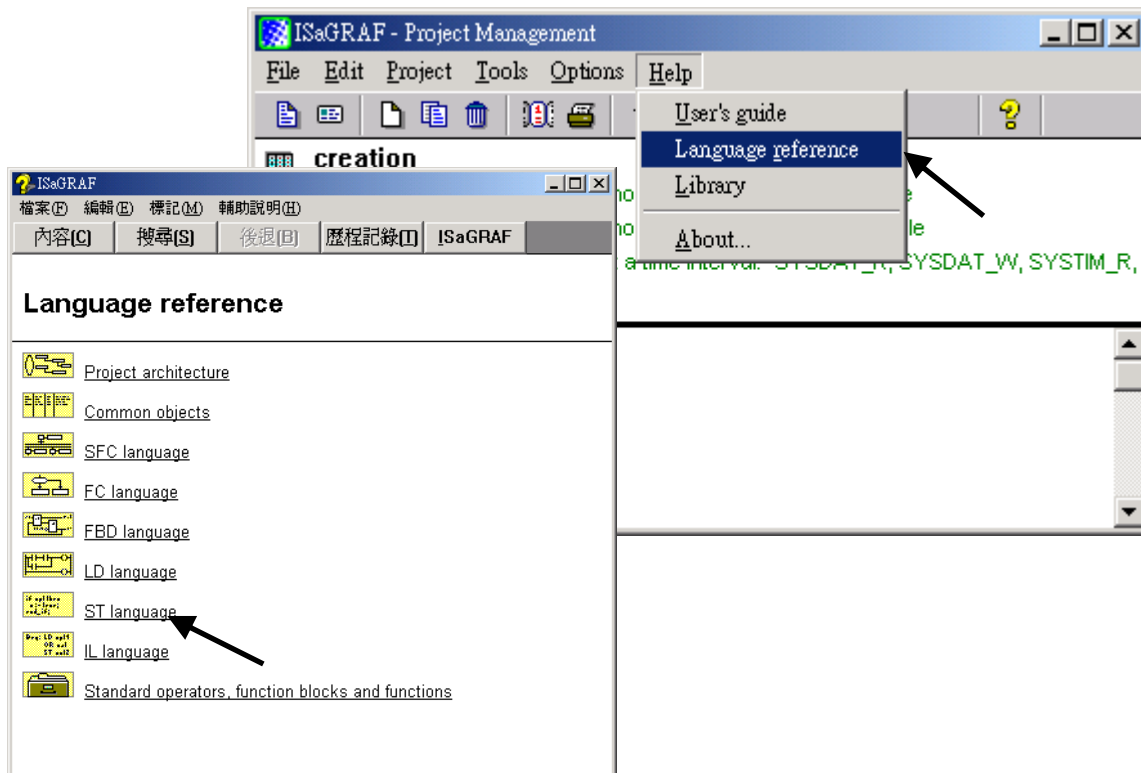 ISaGRAF - Project Management
File Edit Project Tools Options Help
User's guide
Language reference
Library
About...
creation
SYSDAT_R, SYSDAT_W, SYSTIM_R,
ISaGRAF
檔案(F) 編輯(E) 標記(M) 輔助說明(H)
內容(C) 搜尋(S) 後退(B) 歷程記錄(T) ISaGRAF
Language reference
Project architecture
Common objects
SFC language
FC language
FBD language
LD language
ST language
IL language
Standard operators, function blocks and functions